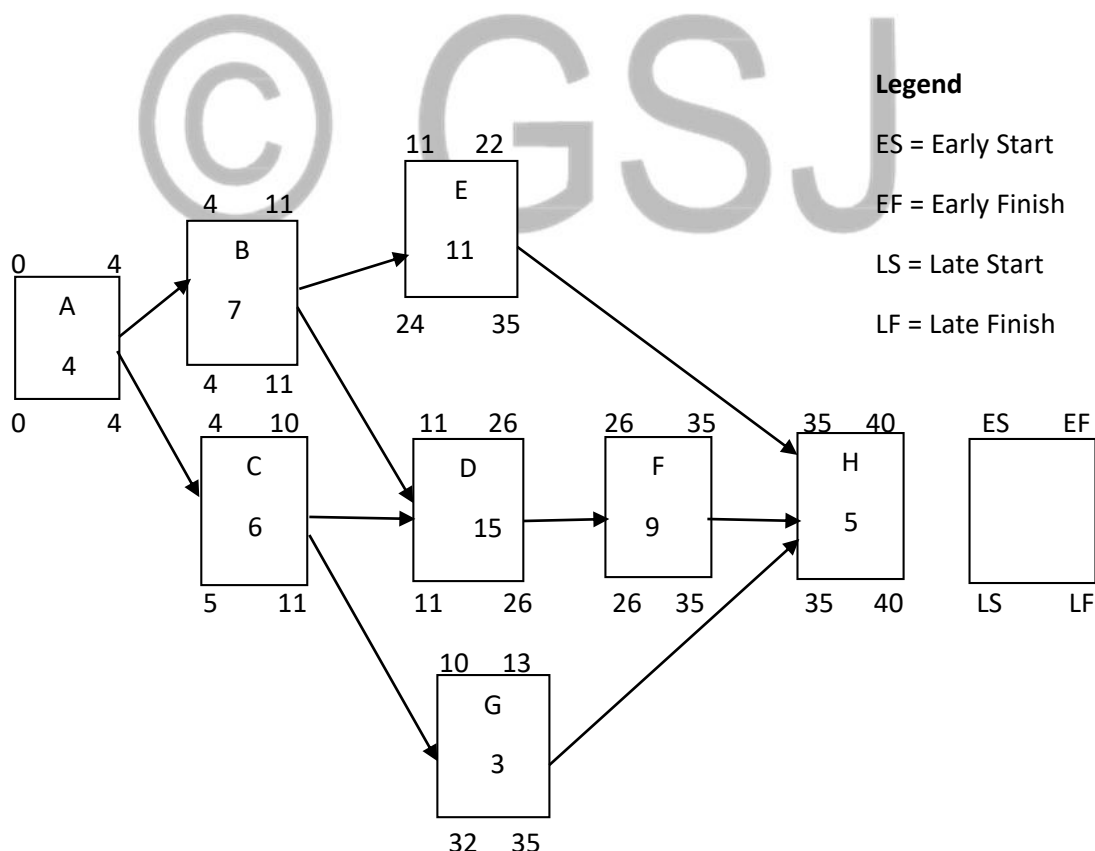 © GSJ
Legend
ES = Early Start
EF = Early Finish
LS = Late Start
LF = Late Finish
11 22
E
11
24 35
4 11
B
7
4 11
0 4
A
4
0 4
4 10
C
6
5 11
11 26
D
15
11 26
26 35
F
9
26 35
35 40
H
5
35 40
ES EF
LS LF
10 13
G
3
32 35